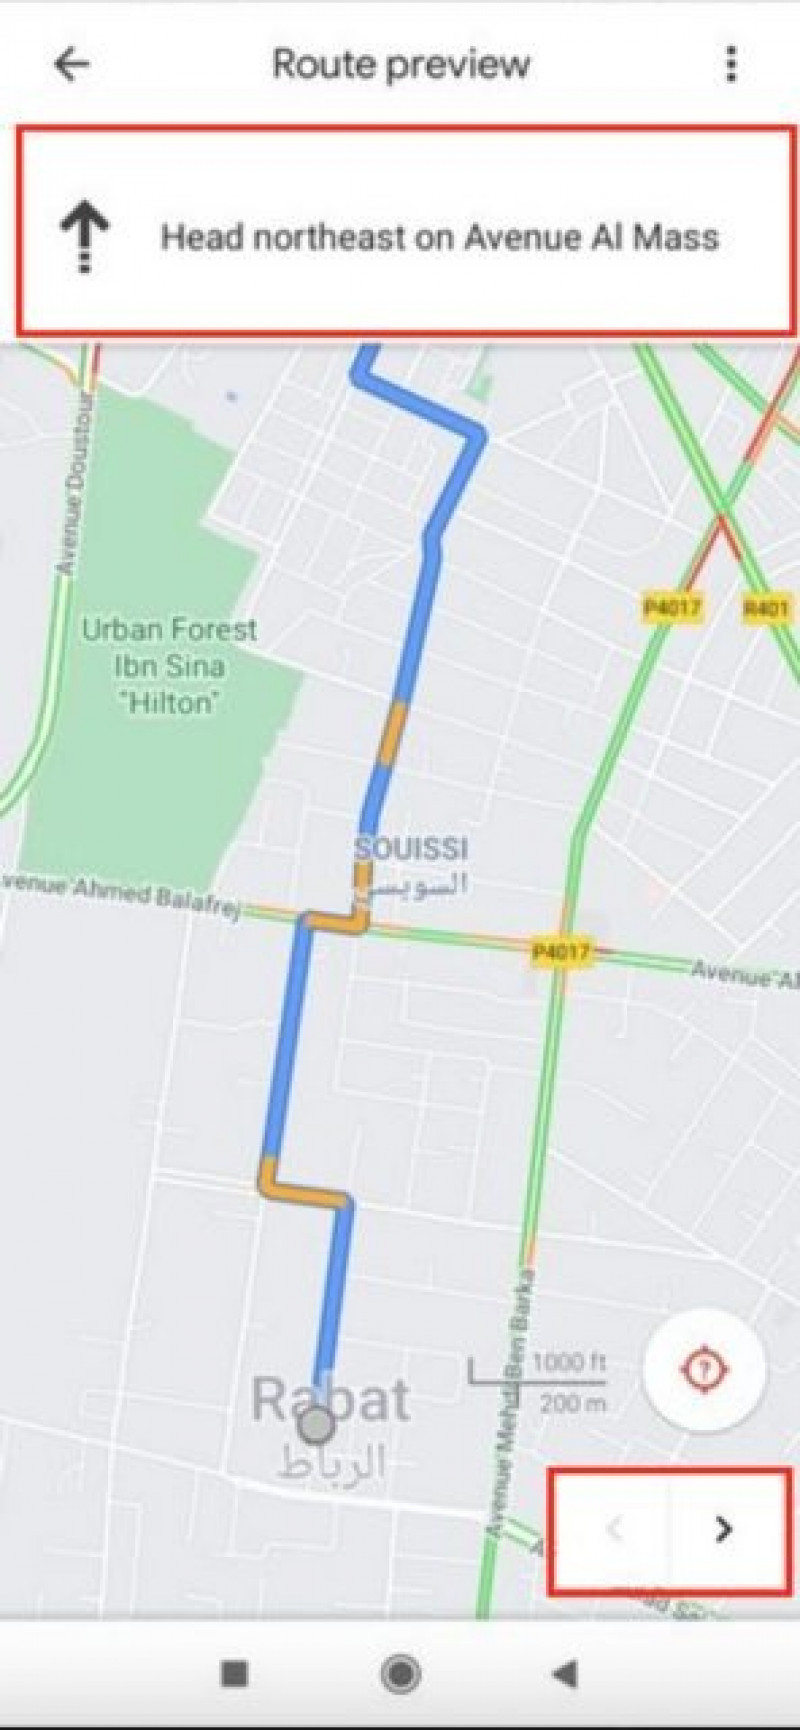 Route preview
Head northeast on Avenue Al Mass
Avenue Doustour
Urban Forest
Ibn Sina
"Hilton"
P4017
R401
SOUISSI
السويسي
venue Ahmed Balafrej
P4017
Avenue Al
1000 ft
200 m
Rabat
الرباط
Avenue Mehdi Ben Barka
?